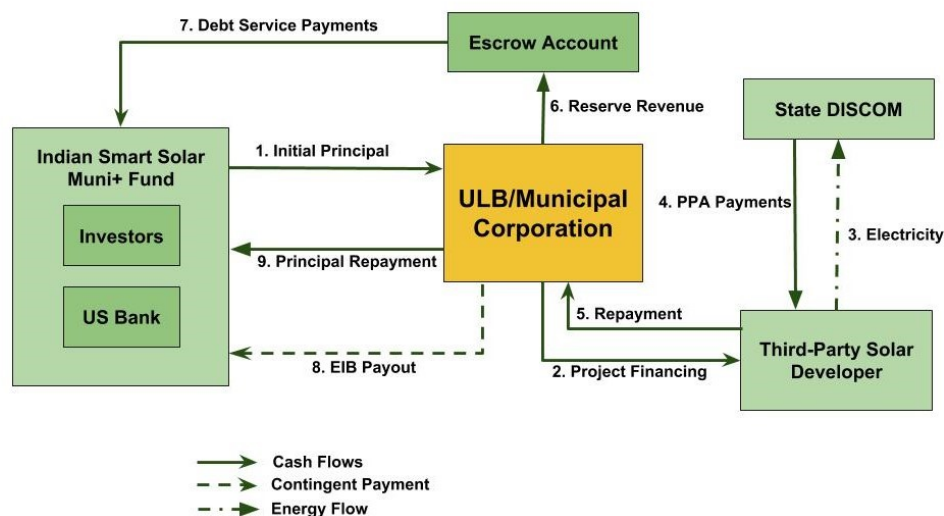 7. Debt Service Payments
Escrow Account
6. Reserve Revenue
State DISCOM
Indian Smart Solar
Muni+ Fund
1. Initial Principal
ULB/Municipal
Corporation
4. PPA Payments
Investors
3. Electricity
9. Principal Repayment
US Bank
5. Repayment
8. EIB Payout
2. Project Financing
Third-Party Solar
Developer
Cash Flows
Contingent Payment
Energy Flow